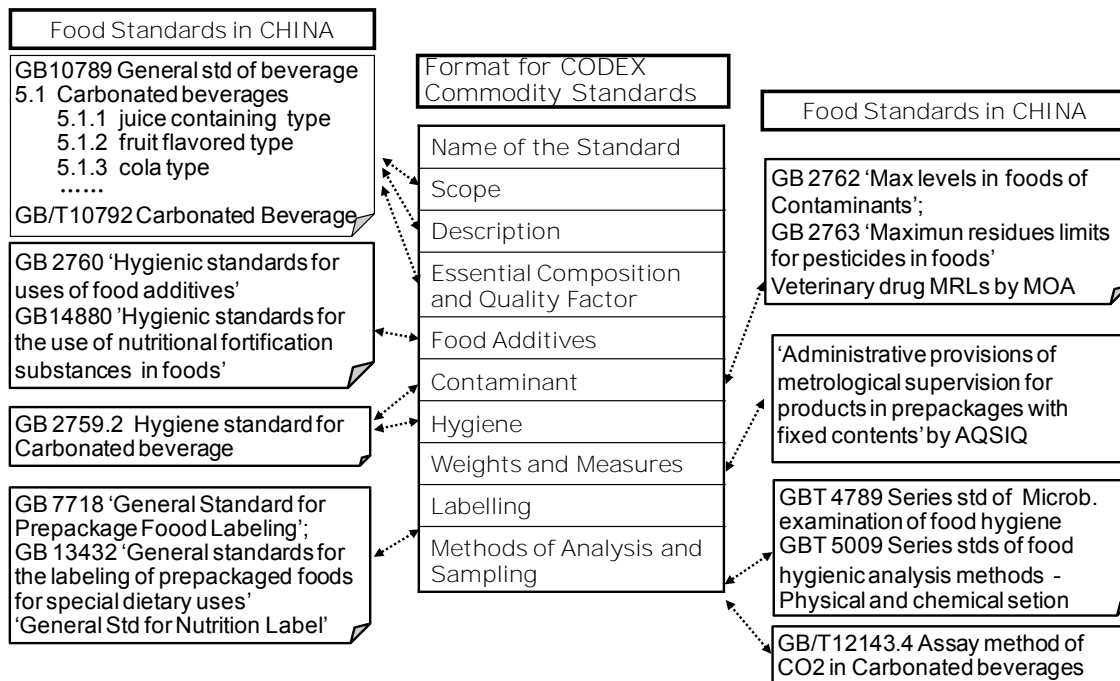 Food Standards in CHINA
GB10789 General std of beverage
5.1 Carbonated beverages
5.1.1 juice containing type
5.1.2 fruit flavored type
5.1.3 cola type
……
GB/T10792 Carbonated Beverage
GB 2760 ‘Hygienic standards for
uses of food additives’
GB14880 ’Hygienic standards for
the use of nutritional fortification
substances in foods’
GB 2759.2 Hygiene standard for
Carbonated beverage
GB 7718 ‘General Standard for
Prepackage Foood Labeling’;
GB 13432 ‘General standards for
the labeling of prepackaged foods
for special dietary uses’
‘General Std for Nutrition Label’
Format for CODEX
Commodity Standards
Name of the Standard
Scope
Description
Essential Composition
and Quality Factor
Food Additives
Contaminant
Hygiene
Weights and Measures
Labelling
Methods of Analysis and
Sampling
Food Standards in CHINA
GB 2762 ‘Max levels in foods of
Contaminants’;
GB 2763 ‘Maximun residues limits
for pesticides in foods’
Veterinary drug MRLs by MOA
‘Administrative provisions of
metrological supervision for
products in prepackages with
fixed contents’ by AQSIQ
GBT 4789 Series std of Microb.
examination of food hygiene
GBT 5009 Series stds of food
hygienic analysis methods -
Physical and chemical setion
GB/T12143.4 Assay method of
CO2 in Carbonated beverages